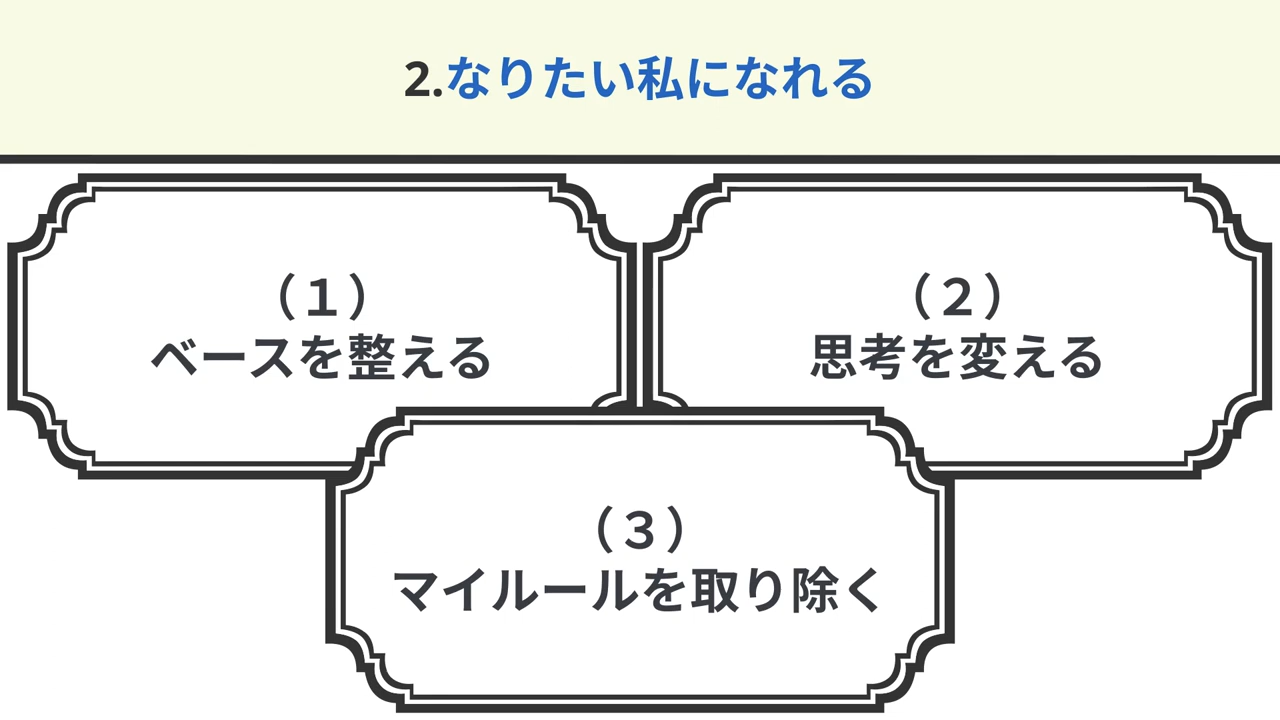 2.なりたい私になれる
（１）
ベースを整える
（２）
思考を変える
（３）
マイルールを取り除く